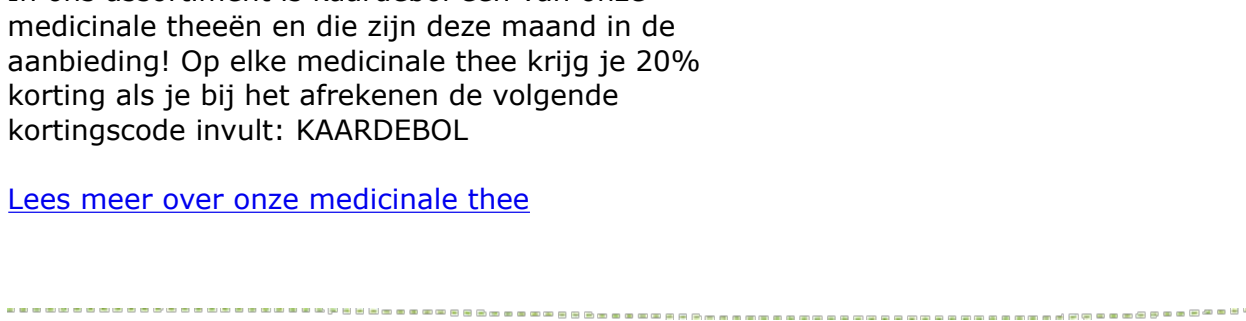 In ons assortiment is kaardebol een van onze
medicinale theeën en die zijn deze maand in de
aanbieding! Op elke medicinale thee krijg je 20%
korting als je bij het afrekenen de volgende
kortingscode invult: KAARDEBOL
Lees meer over onze medicinale thee